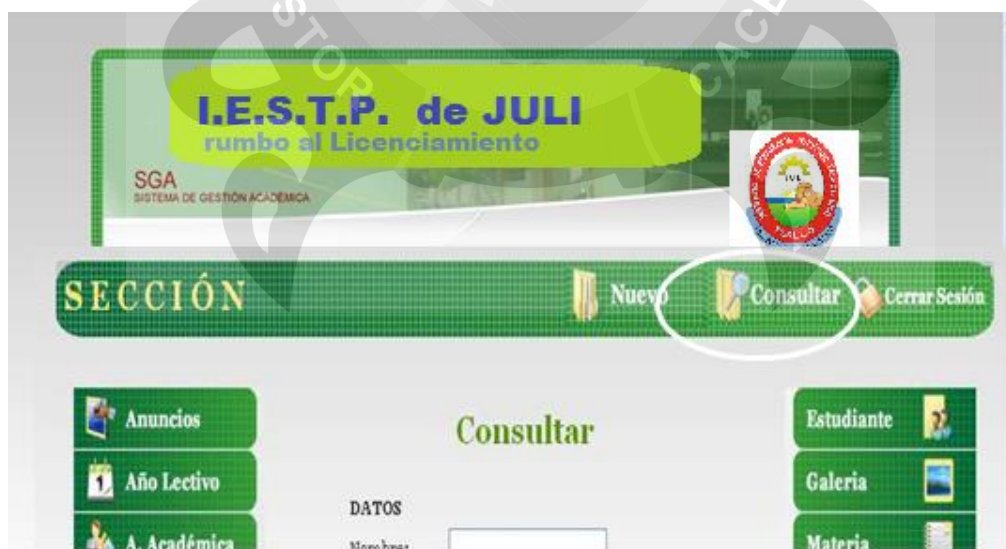 I.E.S.T.P. de JULI
rumbo al Licenciamiento
SGA
SISTEMA DE GESTIÓN ACADÉMICA
SECCIÓN
Nuevo
Consultar
Cerrar Sesión
Anuncios
Año Lectivo
A. Académica
Consultar
DATOS
Nombre:
Estudiante
Galeria
Materia